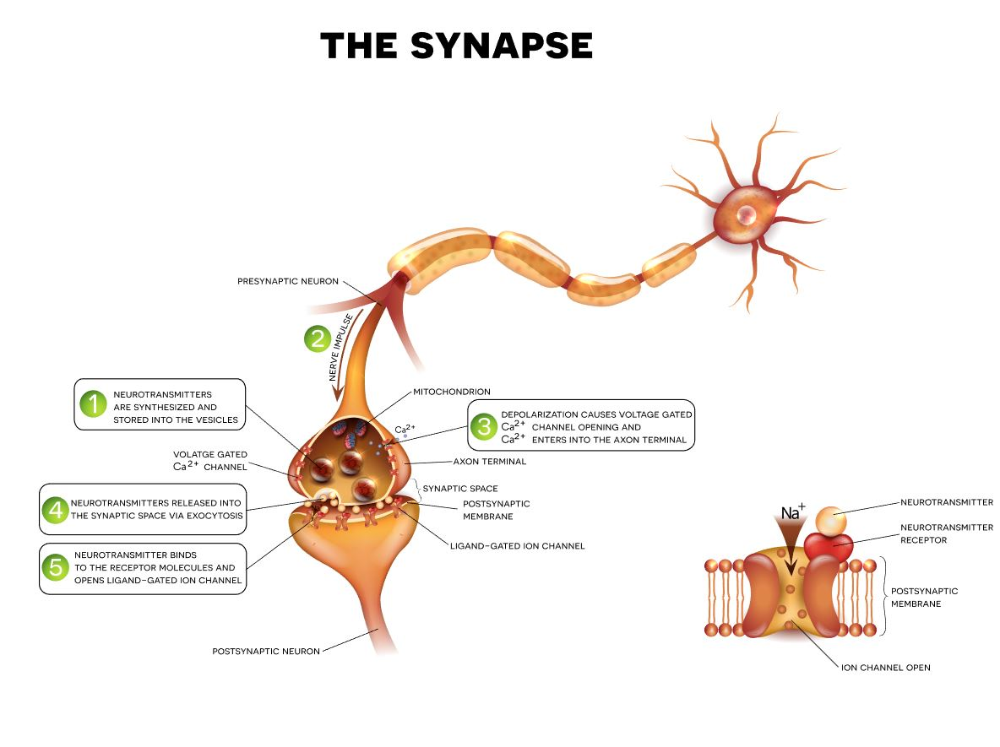 THE SYNAPSE
PRESYNAPTIC NEURON
2
NERVE IMPULSE
1
NEUROTRANSMITTERS
ARE SYNTHESIZED AND
STORED INTO THE VESICLES
MITOCHONDRION
Ca2+
3
DEPOLARIZATION CAUSES VOLTAGE GATED
Ca2+ CHANNEL OPENING AND
Ca2+ ENTERS INTO THE AXON TERMINAL
VOLATGE GATED
Ca2+ CHANNEL
AXON TERMINAL
SYNAPTIC SPACE
4
NEUROTRANSMITTERS RELEASED INTO
THE SYNAPTIC SPACE VIA EXOCYTOSIS
POSTSYNAPTIC
MEMBRANE
LIGAND-GATED ION CHANNEL
5
NEUROTRANSMITTER BINDS
TO THE RECEPTOR MOLECULES AND
OPENS LIGAND-GATED ION CHANNEL
POSTSYNAPTIC NEURON
Na+
NEUROTRANSMITTER
NEUROTRANSMITTER
RECEPTOR
POSTSYNAPTIC
MEMBRANE
ION CHANNEL OPEN